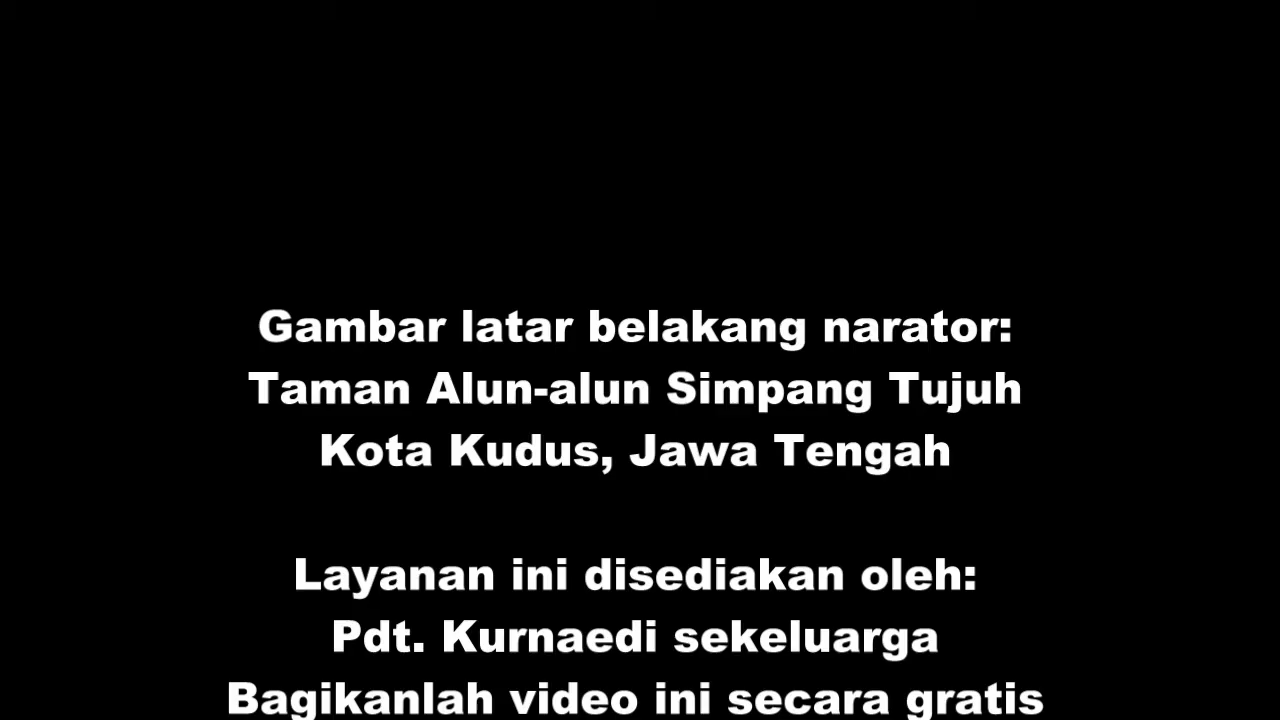 Gambar latar belakang narator:
Taman Alun-alun Simpang Tujuh
Kota Kudus, Jawa Tengah
Layanan ini disediakan oleh:
Pdt. Kurnaedi sekeluarga
Bagikanlah video ini secara gratis